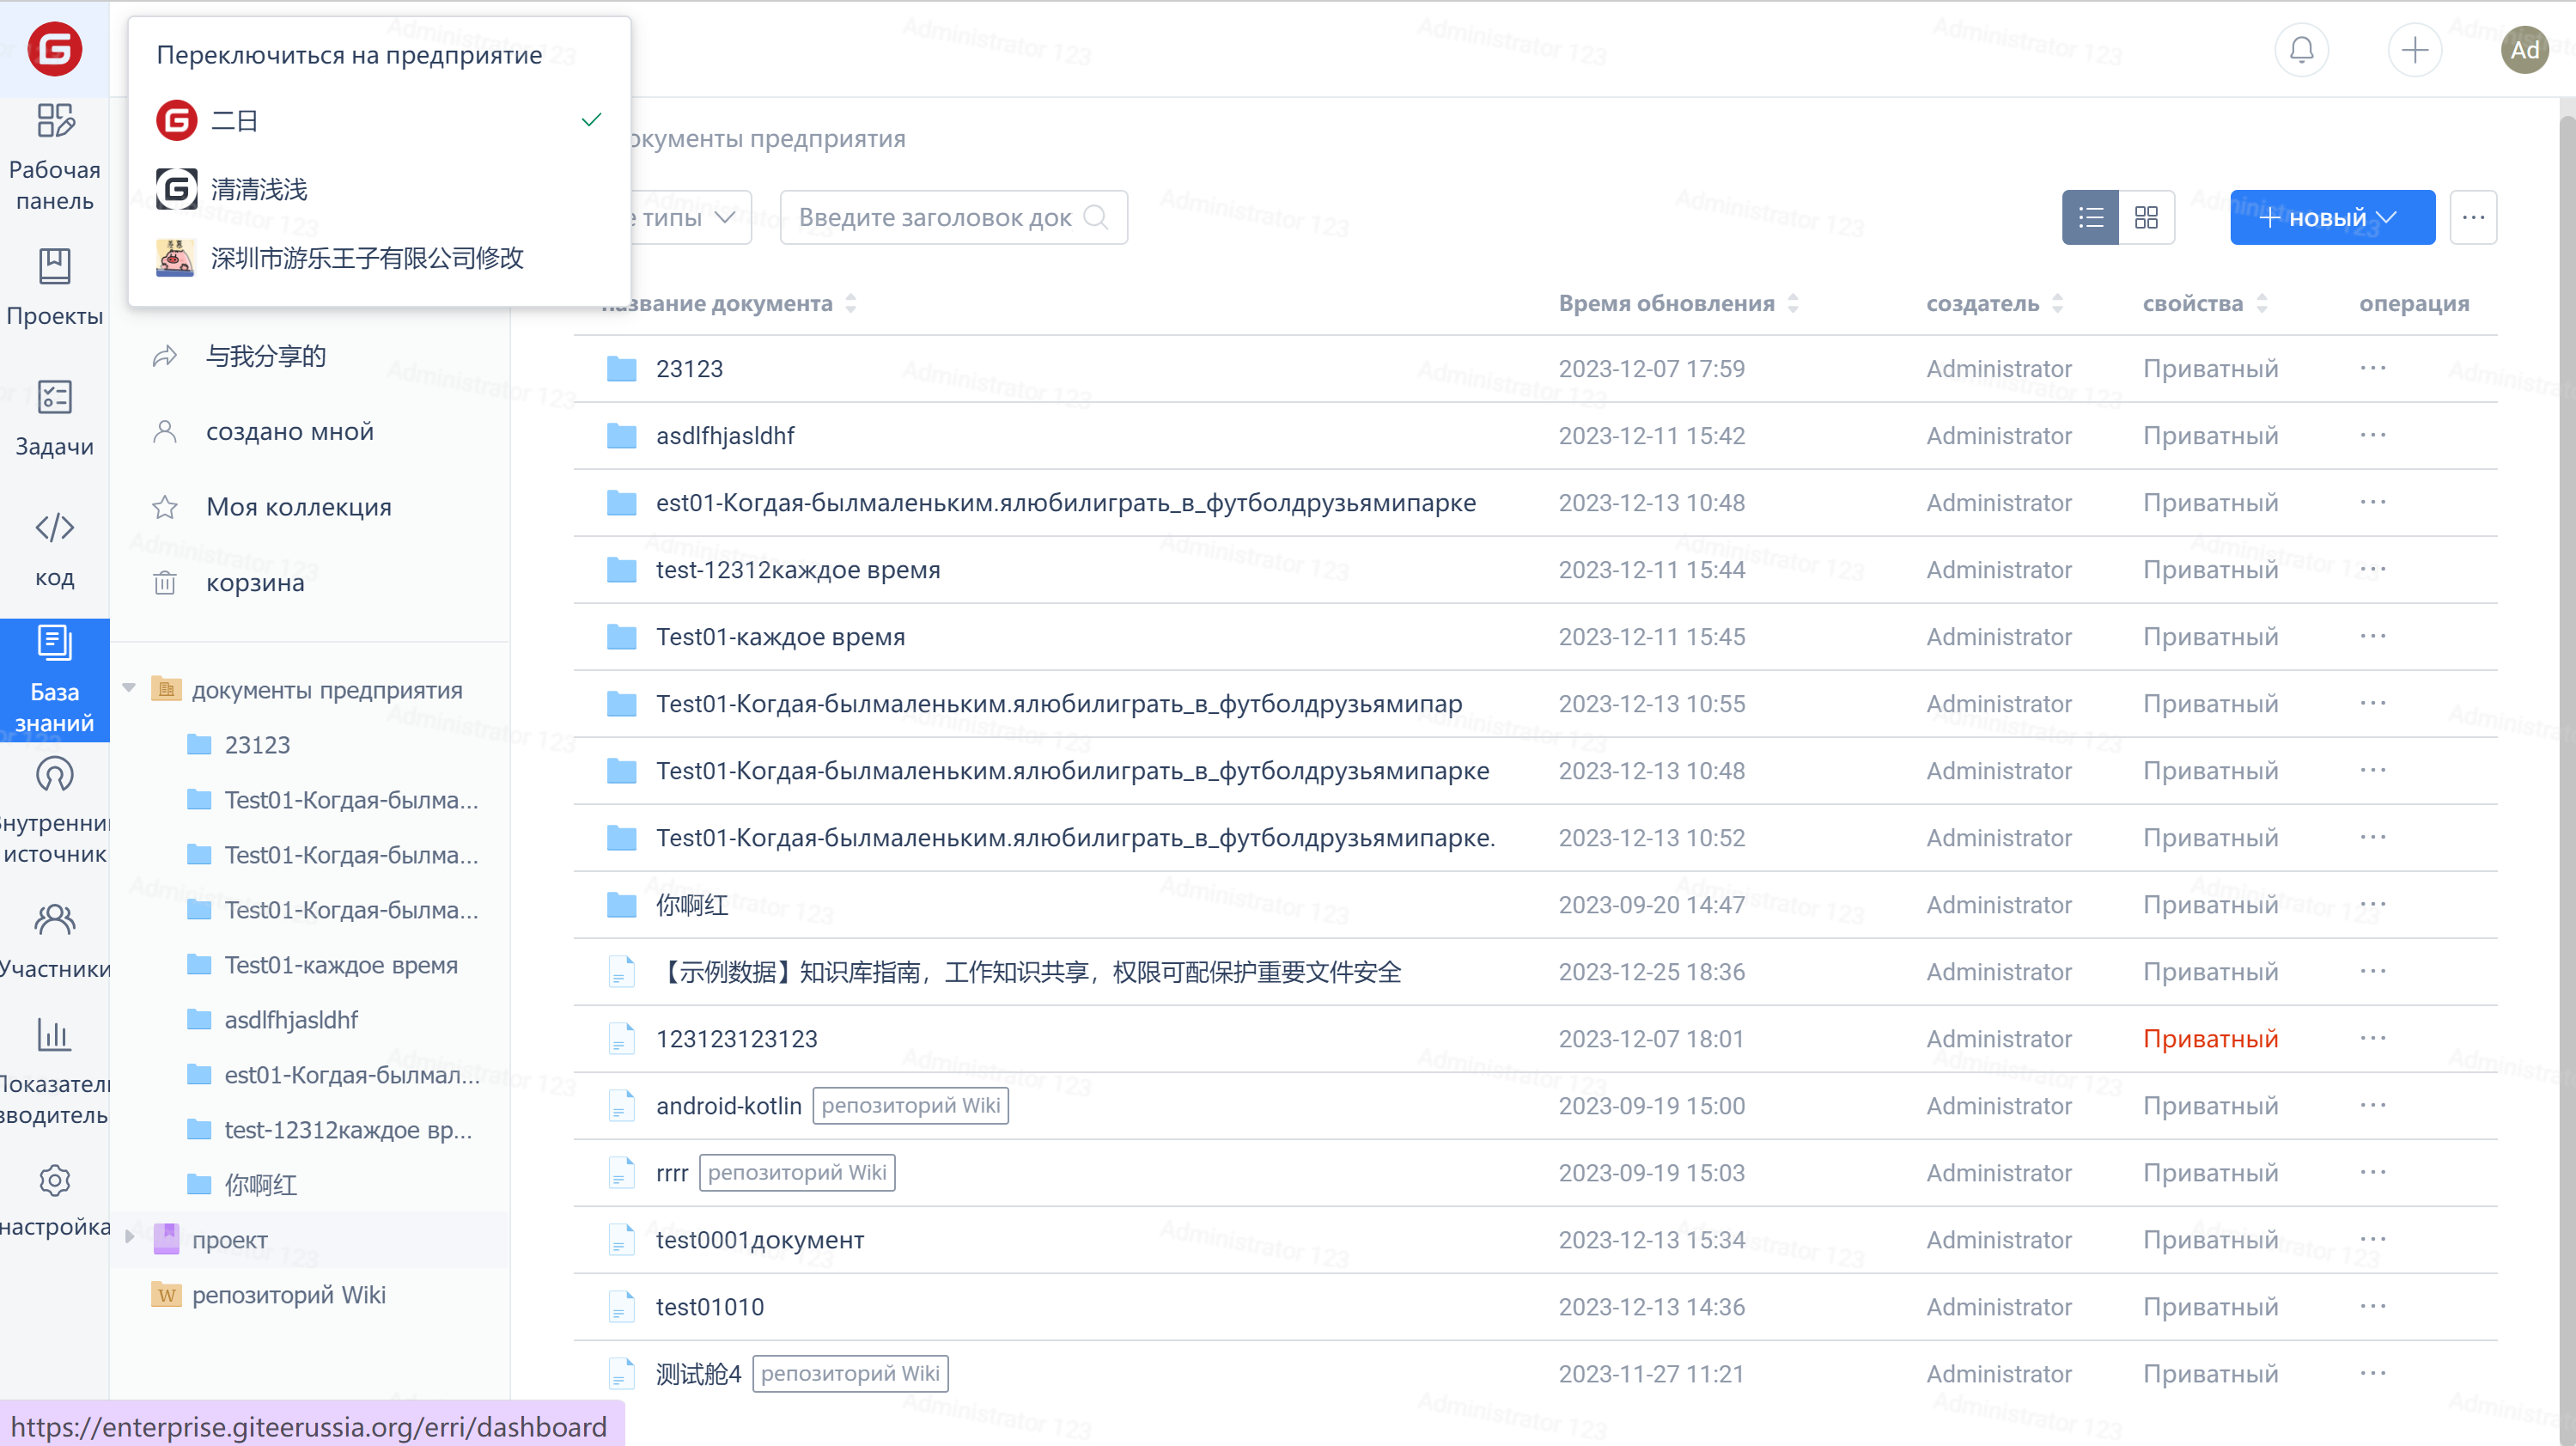 Переключиться на предприятие
二日
清清浅浅
深圳市游乐王子有限公司修改
Ad
Рабочая
панель
Проекты
Задачи
код
База
знаний
источник
Участники
настройка
与我分享的
создано мной
Моя коллекция
корзина
документы предприятия
23123
Test01-Когдая-былма...
Test01-Когдая-былма...
Test01-Когдая-былма...
Test01-каждое время
asdlfhjasldhf
est01-Когдая-былмал...
test-12312каждое вр...
你啊红
проект
репозиторий Wiki
окументы предприятия
е типы
Введите заголовок док
+ новый
название документа Время обновления создатель свойства операция
23123 2023-12-07 17:59 Administrator Приватный ...
asdlfhjasldhf 2023-12-11 15:42 Administrator Приватный ...
est01-Когдая-былмаленьким.ялюбилиграть_в_футболдрузьямипарке 2023-12-13 10:48 Administrator Приватный ...
test-12312каждое время 2023-12-11 15:44 Administrator Приватный ...
Test01-каждое время 2023-12-11 15:45 Administrator Приватный ...
Test01-Когдая-былмаленьким.ялюбилиграть_в_футболдрузьямипар 2023-12-13 10:55 Administrator Приватный ...
Test01-Когдая-былмаленьким.ялюбилиграть_в_футболдрузьямипарке 2023-12-13 10:48 Administrator Приватный ...
Test01-Когдая-былмаленьким.ялюбилиграть_в_футболдрузьямипарке. 2023-12-13 10:52 Administrator Приватный ...
你啊红 2023-09-20 14:47 Administrator Приватный ...
【示例数据】知识库指南，工作知识共享，权限可配保护重要文件安全 2023-12-25 18:36 Administrator Приватный ...
123123123123 2023-12-07 18:01 Administrator Приватный ...
android-kotlin репозиторий Wiki 2023-09-19 15:00 Administrator Приватный ...
rrrr репозиторий Wiki 2023-09-19 15:03 Administrator Приватный ...
test0001документ 2023-12-13 15:34 Administrator Приватный ...
test01010 2023-12-13 14:36 Administrator Приватный ...
测试舱4 репозиторий Wiki 2023-11-27 11:21 Administrator Приватный ...
https://enterprise.giteerussia.org/erri/dashboard
Administrator 123